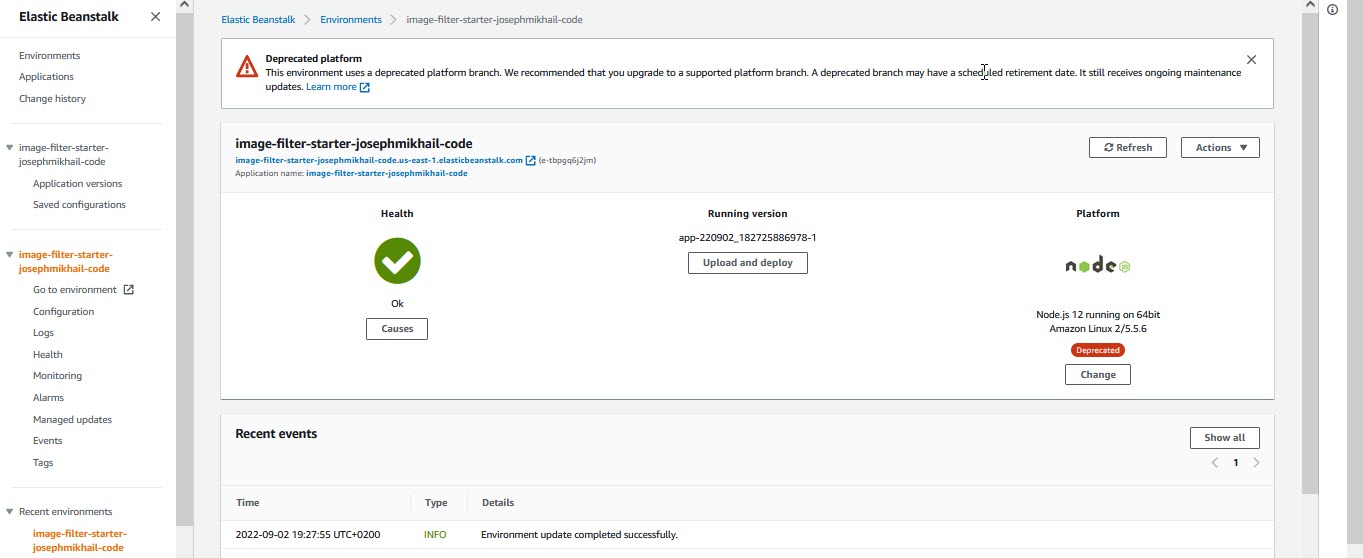 Elastic Beanstalk
Environments
Applications
Change history
image-filter-starter-
josephmikhail-code
Application versions
Saved configurations
image-filter-starter-
josephmikhail-code
Go to environment
Configuration
Logs
Health
Monitoring
Alarms
Managed updates
Events
Tags
Recent environments
image-filter-starter-
josephmikhail-code
Elastic Beanstalk > Environments > image-filter-starter-josephmikhail-code
Deprecated platform
This environment uses a deprecated platform branch. We recommended that you upgrade to a supported platform branch. A deprecated branch may have a scheduled retirement date. It still receives ongoing maintenance
updates. Learn more
image-filter-starter-josephmikhail-code
image-filter-starter-josephmikhail-code.us-east-1.elasticbeanstalk.com (e-tbpgq6j2jm)
Application name: image-filter-starter-josephmikhail-code
Refresh
Actions
Health
Ok
Causes
Running version
app-220902_182725886978-1
Upload and deploy
Platform
node
JS
Node.js 12 running on 64bit
Amazon Linux 2/5.5.6
Deprecated
Change
Recent events
Show all
< 1 >
Time Type Details
2022-09-02 19:27:55 UTC+0200 INFO Environment update completed successfully.